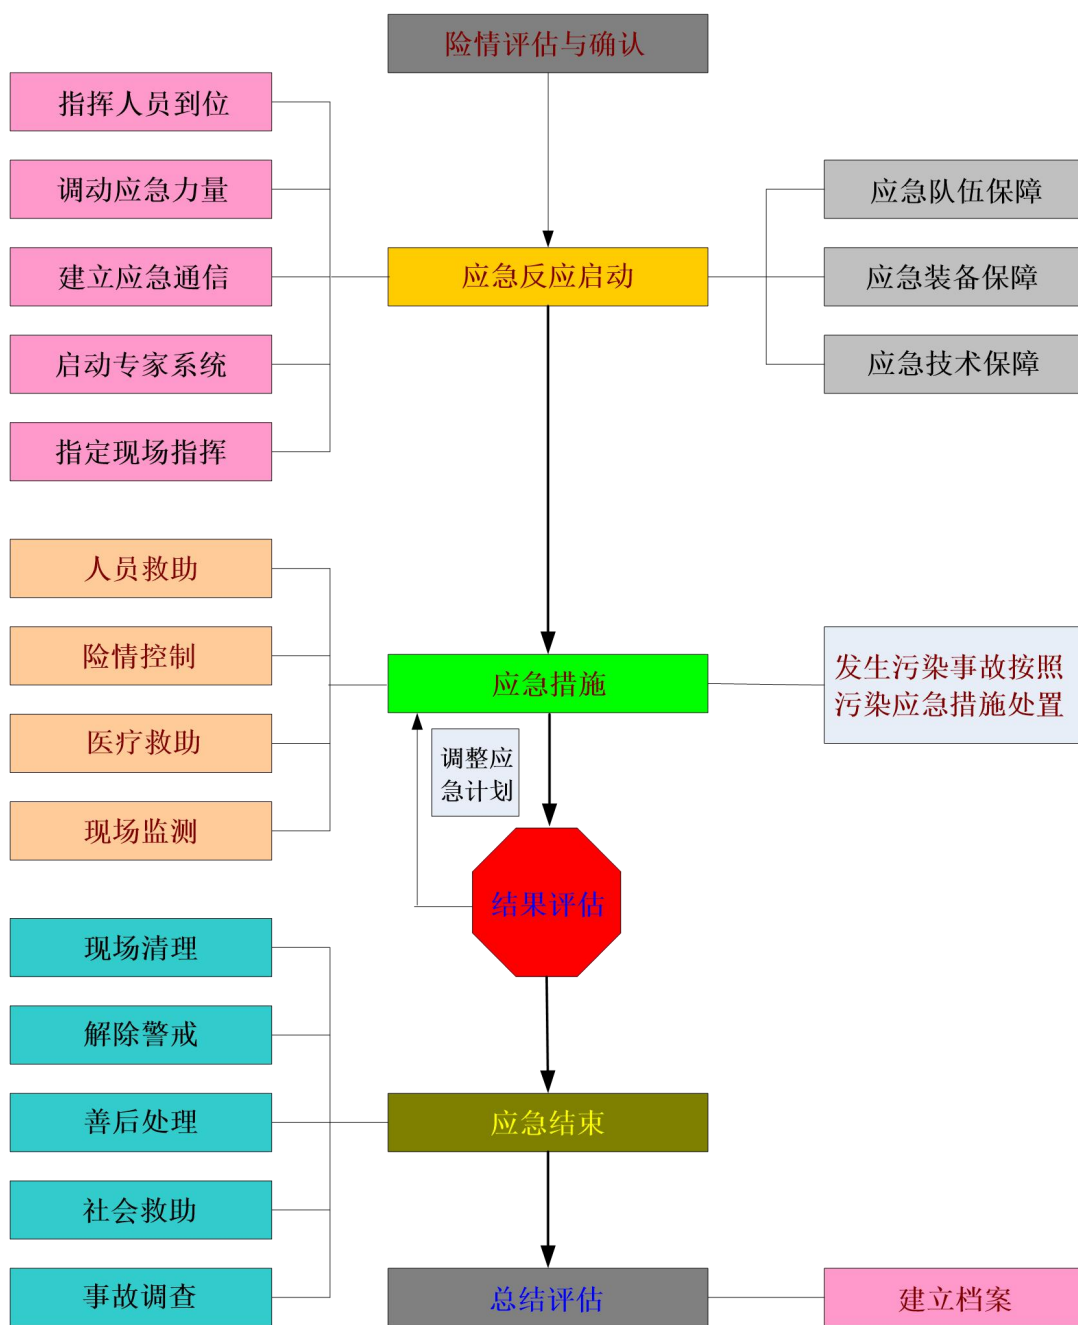 险情评估与确认
指挥人员到位
调动应急力量
建立应急通信
启动专家系统
指定现场指挥
应急反应启动
应急队伍保障
应急装备保障
应急技术保障
人员救助
险情控制
医疗救助
现场监测
应急措施
发生污染事故按照
污染应急措施处置
调整应
急计划
结果评估
现场清理
解除警戒
善后处理
社会救助
事故调查
应急结束
总结评估
建立档案